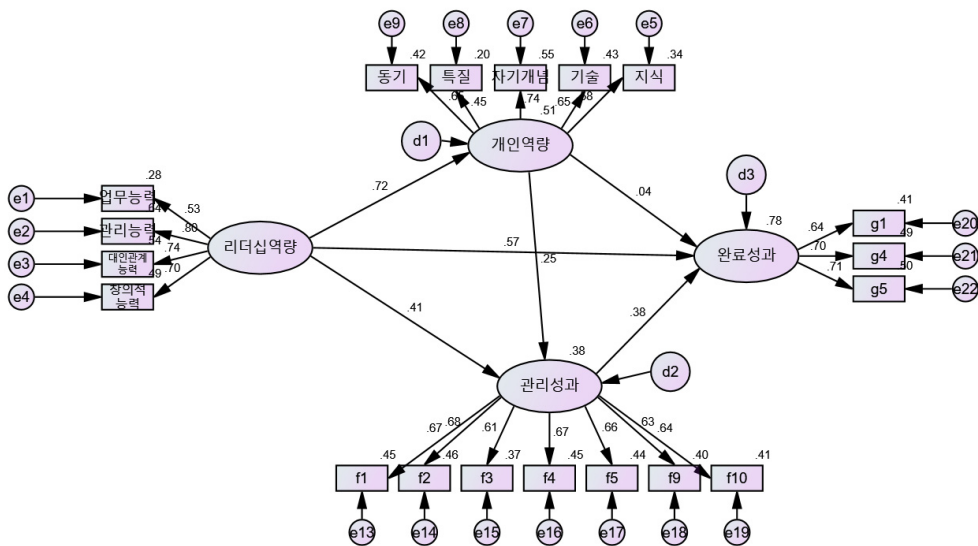 e9 e8 e7 e6 e5
.42 .20 .55 .43 .34
동기 특질 자기개념 기술 지식
.65 .45 .74 .65 .58
.51
d1 개인역량
d3
.28
e1 업무능력 .53
.72 .04
.64
e2 관리능력 .80
.54
e3 대인관계
능력 .74
.49
e4 창의적
능력 .70
리더십역량
.57
.25
.41
.78
완료성과
.64 g1 .41 e20
.70 g4 .49 e21
.71 g5 .50 e22
.38
.38
관리성과 d2
.67 .68 .61 .67 .66 .63 .64
.45 .46 .37 .45 .44 .40 .41
f1 f2 f3 f4 f5 f9 f10
e13 e14 e15 e16 e17 e18 e19